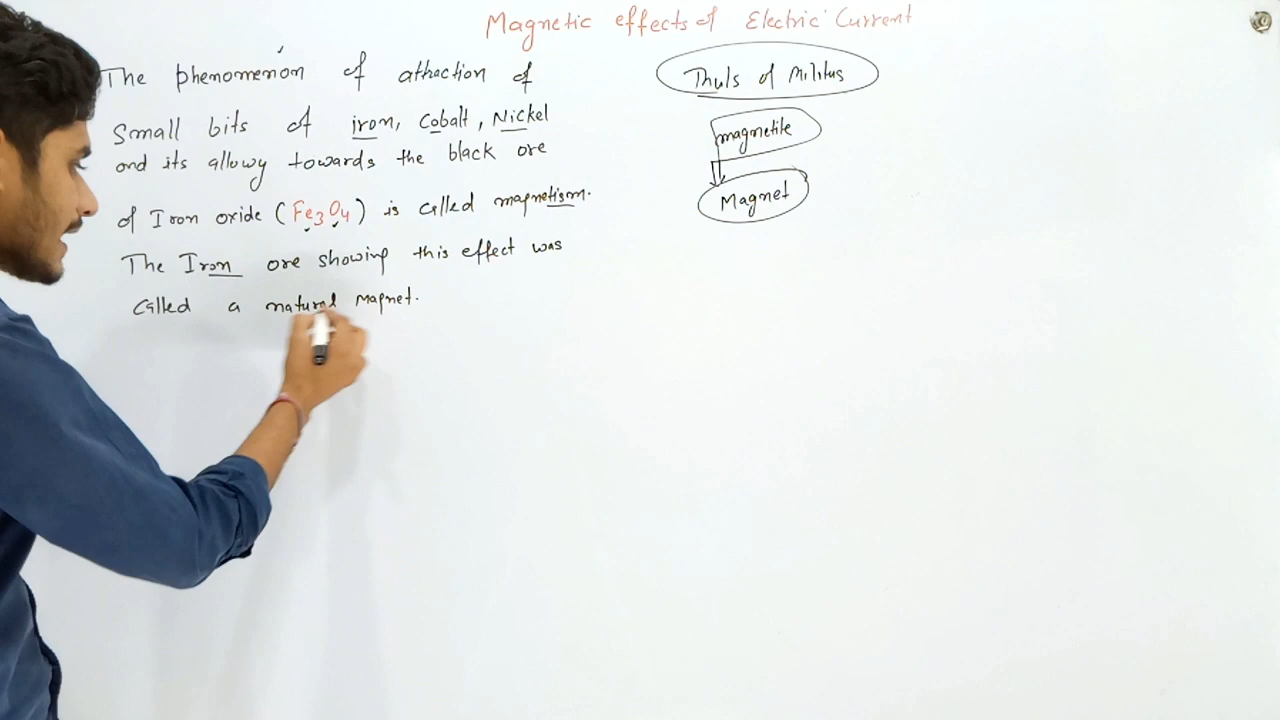 Magnetic effects of Electric Current
The phenomenon of attraction of
Small bits of iron, Cobalt, Nickel
and its allowy towards the black ore
of Iron oxide (Fe3O4) is called magnetism.
The Iron ore showing this effect was
Called a natural Magnet.
Thuls of Militus
magnetite
Magnet